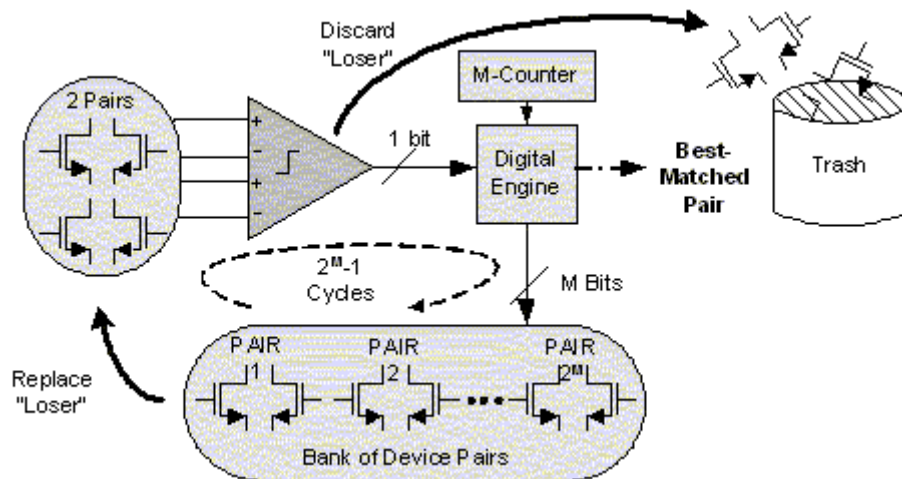 Discard
"Loser"
M-Counter
2 Pairs
+
−
+
−
1 bit
Digital
Engine
Best-
Matched
Pair
Trash
2ᴹ-1
Cycles
M Bits
Replace
"Loser"
PAIR
1
PAIR
2
PAIR
2ᴹ
Bank of Device Pairs